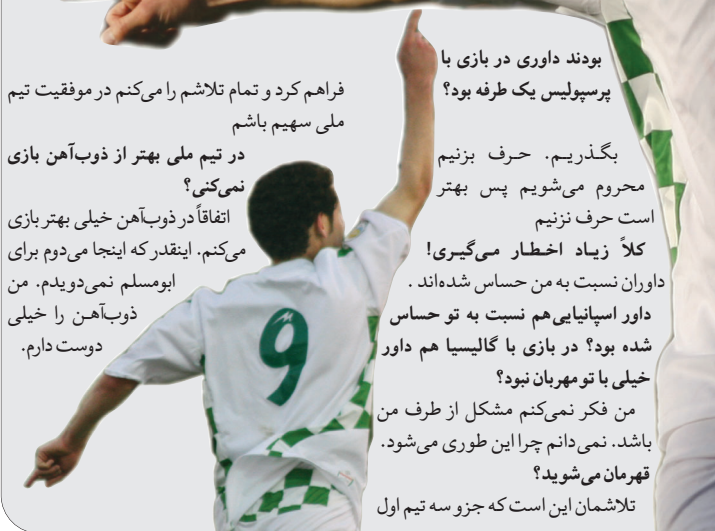 بودند داوری در بازی با
پرسپولیس یک طرفه بود؟
بگذریم. حرف بزنیم
محروم می‌شویم پس بهتر
است حرف نزنیم
کلاً زیاد اخطار می‌گیری!
داوران نسبت به من حساس شده‌اند .
داور اسپانیایی هم نسبت به تو حساس
شده بود؟ در بازی با گالیسیا هم داور
خیلی با تو مهربان نبود؟
من فکر نمی‌کنم مشکل از طرف من
باشد. نمی‌دانم چرا این طوری می‌شود.
قهرمان می‌شوید؟
تلاشمان این است که جزو سه تیم اول
فراهم کرد و تمام تلاشم را می‌کنم در موفقیت تیم
ملی سهیم باشم
در تیم ملی بهتر از ذوب‌آهن بازی
نمی‌کنی؟
اتفاقاً در ذوب‌آهن خیلی بهتر بازی
می‌کنم. اینقدر که اینجا می‌دوم برای
ابومسلم نمی‌دویدم. من
ذوب‌آهن را خیلی
دوست دارم.
9